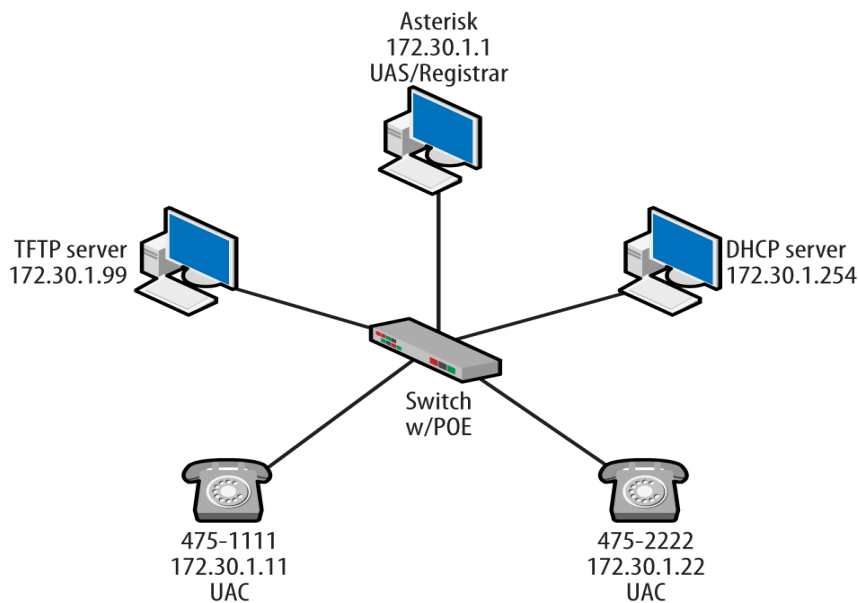 Asterisk
172.30.1.1
UAS/Registrar
TFTP server
172.30.1.99
DHCP server
172.30.1.254
Switch
w/POE
475-1111
172.30.1.11
UAC
475-2222
172.30.1.22
UAC